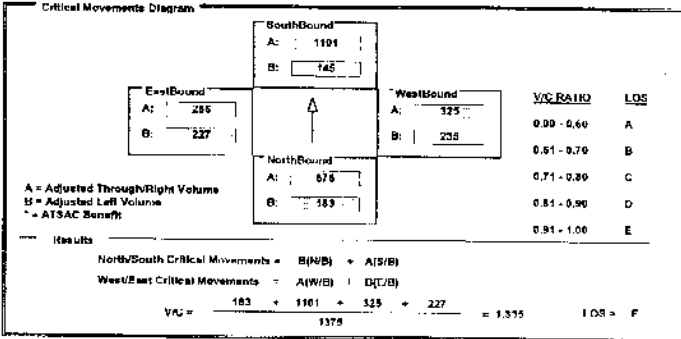 Critical Movements Diagram
SouthBound
A: 1101
B: 145
EastBound
A: 266
B: 227
WestBound
A: 325
B: 238
NorthBound
A: 676
B: 183
V/C RATIO LOS
0.00 - 0.60 A
0.61 - 0.70 B
0.71 - 0.80 C
0.81 - 0.90 D
0.91 - 1.00 E
A = Adjusted Through/Right Volume
B = Adjusted Left Volume
* = ATSAC Benefit
Results
North/South Critical Movements = B(N/B) + A(S/B)
West/East Critical Movements = A(W/B) + B(E/B)
V/C = 183 + 1101 + 325 + 227 = 1.335 LOS = F
1375